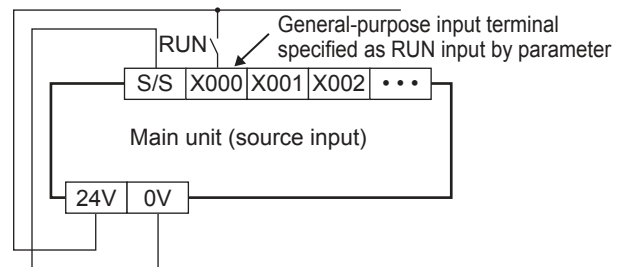 General-purpose input terminal
RUN specified as RUN input by parameter
S/S X000 X001 X002 • • •
Main unit (source input)
24V 0V